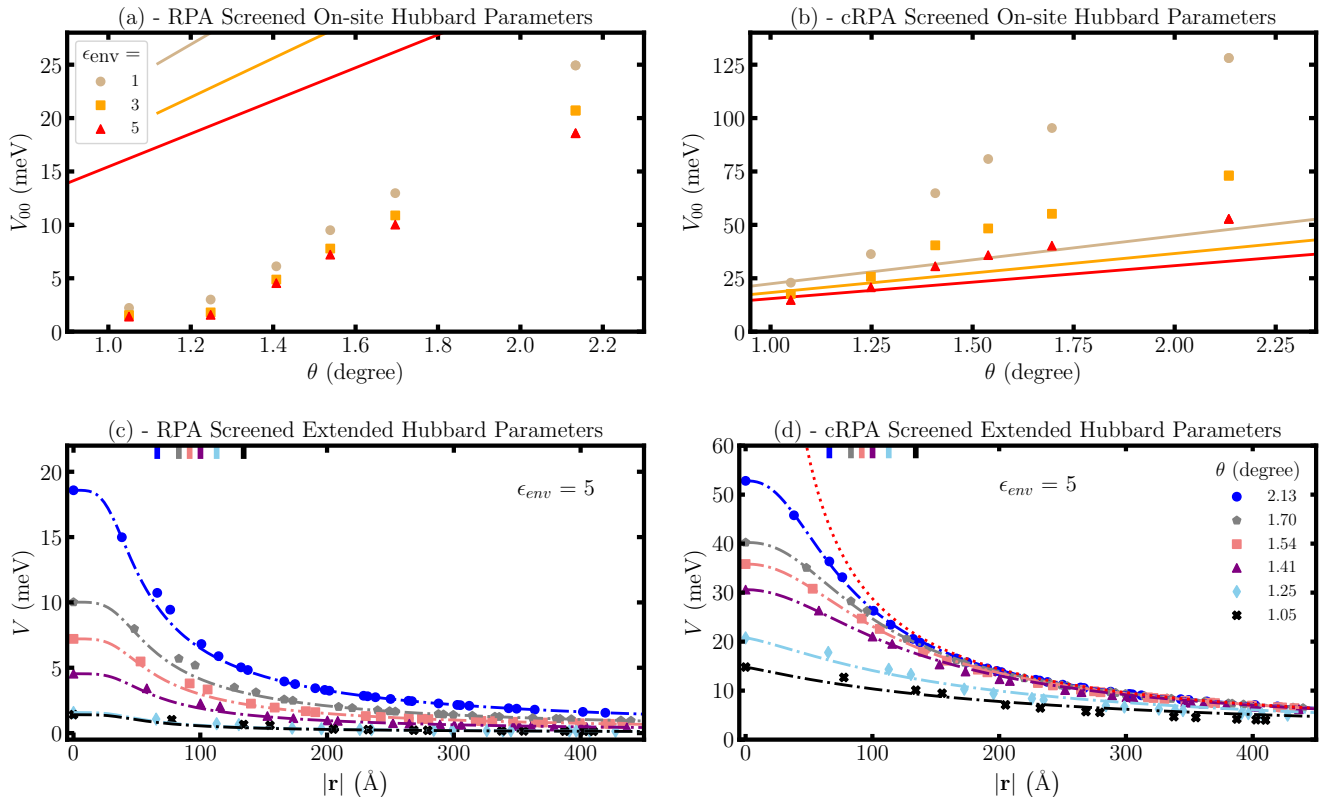 (a) - RPA Screened On-site Hubbard Parameters
V00 (meV)
25
20
15
10
5
0
ϵenv =
1
3
5
1.0 1.2 1.4 1.6 1.8 2.0 2.2
θ (degree)
(b) - cRPA Screened On-site Hubbard Parameters
V00 (meV)
125
100
75
50
25
0
1.00 1.25 1.50 1.75 2.00 2.25
θ (degree)
(c) - RPA Screened Extended Hubbard Parameters
V (meV)
20
15
10
5
0
ϵenv = 5
0 100 200 300 400
|r| (Å)
(d) - cRPA Screened Extended Hubbard Parameters
V (meV)
60
50
40
30
20
10
0
ϵenv = 5
θ (degree)
2.13
1.70
1.54
1.41
1.25
1.05
0 100 200 300 400
|r| (Å)